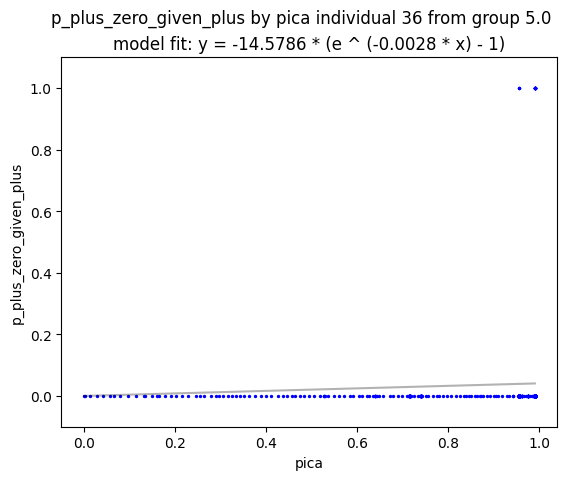 p_plus_zero_given_plus by pica individual 36 from group 5.0
model fit: y = -14.5786 * (e ^ (-0.0028 * x) - 1)
1.0
0.8
0.6
0.4
0.2
0.0
p_plus_zero_given_plus
0.0 0.2 0.4 0.6 0.8 1.0
pica